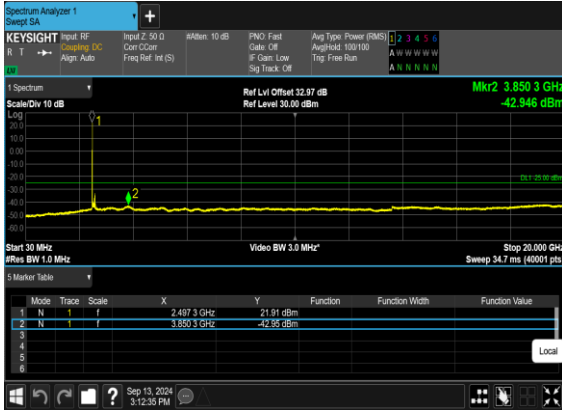 Spectrum Analyzer 1
Swept SA
+
KEYSIGHT Input: RF Input Z: 50 Ω #Atten: 10 dB PNO: Fast Avg Type: Power (RMS) 1 2 3 4 5 6
R T Coupling: DC Corr CCorr Gate: Off Avg|Hold: 100/100 A W W W W W
Align: Auto Freq Ref: Int (S) IF Gain: Low Trig: Free Run
Sig Track: Off A N N N N N
1 Spectrum Ref Lvl Offset 32.97 dB Mkr2 3.850 3 GHz
Scale/Div 10 dB Ref Level 30.00 dBm -42.946 dBm
Log
20.0
10.0
0.00
-10.0
-20.0
-30.0
-40.0
-50.0
-60.0
1
2
DL1 -25.00 dBm
Start 30 MHz Video BW 3.0 MHz* Stop 20.000 GHz
#Res BW 1.0 MHz Sweep 34.7 ms (40001 pts)
5 Marker Table
Mode Trace Scale X Y Function Function Width Function Value
1 N 1 f 2.497 3 GHz 21.91 dBm
2 N 1 f 3.850 3 GHz -42.95 dBm
3
4
5
6
Local
? Sep 13, 2024
3:12:35 PM